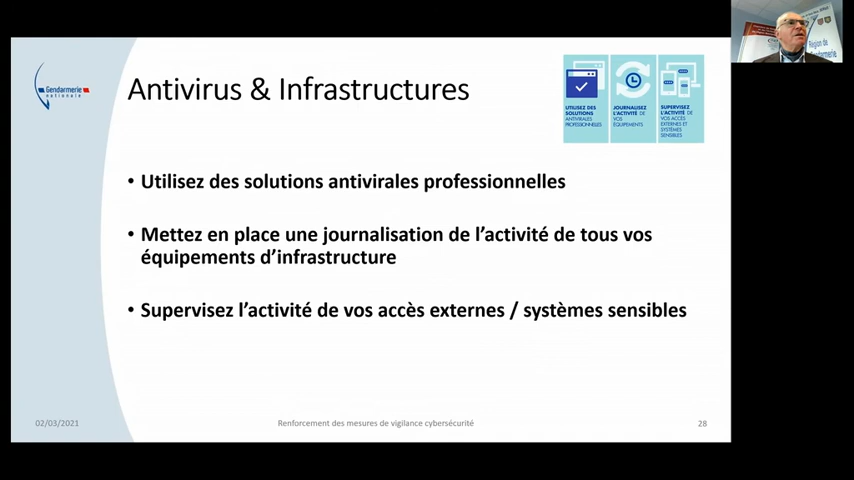 Gendarmerie
nationale
Antivirus & Infrastructures
UTILISEZ DES
SOLUTIONS
ANTIVIRALES
PROFESSIONNELLES
JOURNALISEZ
L'ACTIVITÉ DE
VOS
ÉQUIPEMENTS
SUPERVISEZ
L'ACTIVITÉ DE
VOS ACCÈS
EXTERNES ET
SYSTÈMES
SENSIBLES
Région de
Gendarmerie
• Utilisez des solutions antivirales professionnelles
• Mettez en place une journalisation de l'activité de tous vos
équipements d'infrastructure
• Supervisez l'activité de vos accès externes / systèmes sensibles
02/03/2021
Renforcement des mesures de vigilance cybersécurité
28